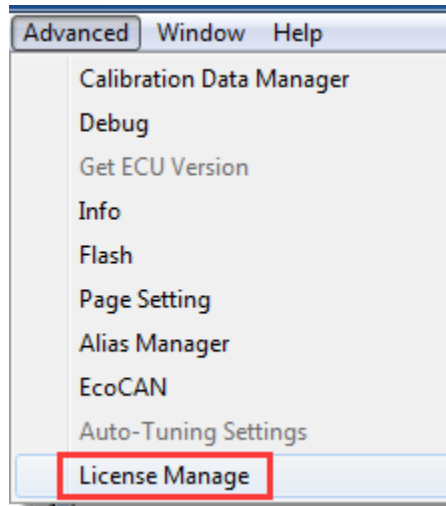 Advanced Window Help
Calibration Data Manager
Debug
Get ECU Version
Info
Flash
Page Setting
Alias Manager
EcoCAN
Auto-Tuning Settings
License Manage